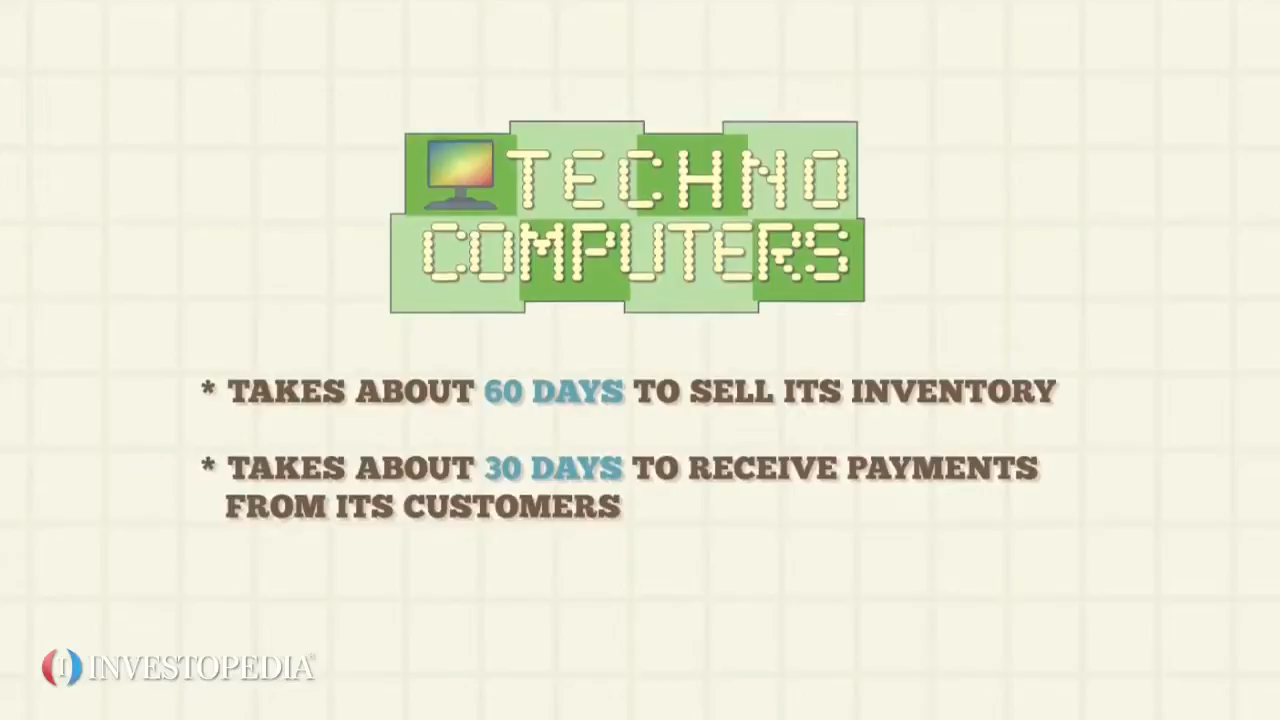 TECHNO
COMPUTERS
* TAKES ABOUT 60 DAYS TO SELL ITS INVENTORY
* TAKES ABOUT 30 DAYS TO RECEIVE PAYMENTS
FROM ITS CUSTOMERS
INVESTOPEDIA